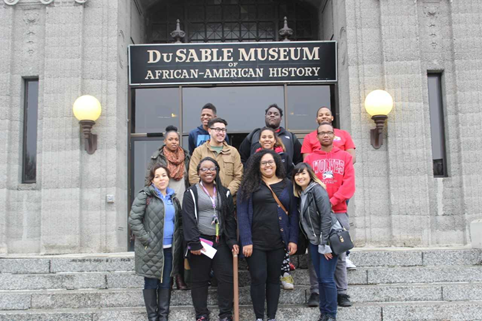 DuSABLE MUSEUM
OF
AFRICAN-AMERICAN HISTORY